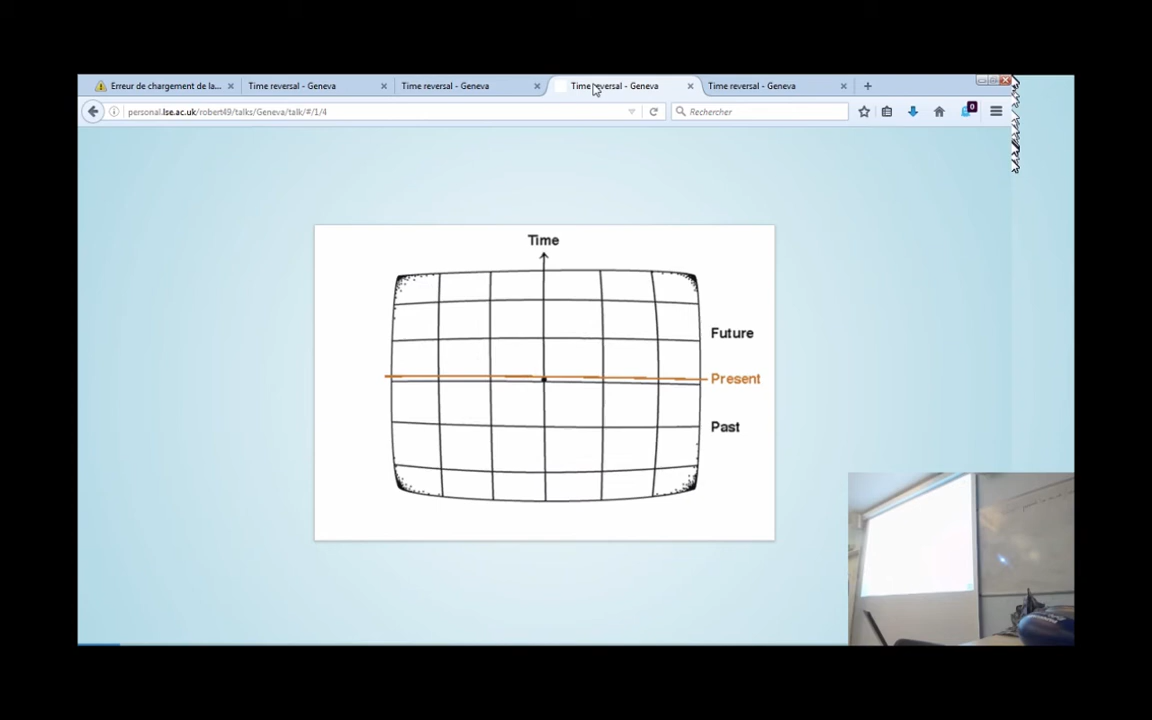 Erreur de chargement de la...
Time reversal - Geneva
Time reversal - Geneva
Time reversal - Geneva
Time reversal - Geneva
personal.lse.ac.uk/robert49/talks/Geneva/talk/#/1/4
Rechercher
0
Time
Future
Present
Past